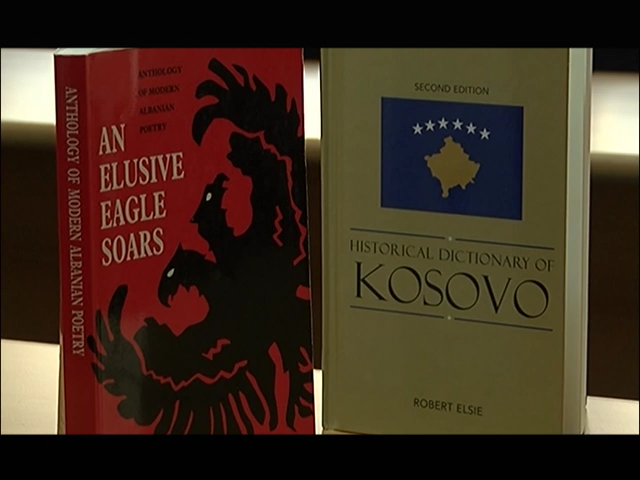 ANTHOLOGY OF MODERN ALBANIAN POETRY
ANTHOLOGY
OF MODERN
ALBANIAN
POETRY
AN
ELUSIVE
EAGLE
SOARS
SECOND EDITION
HISTORICAL DICTIONARY OF
KOSOVO
ROBERT ELSIE